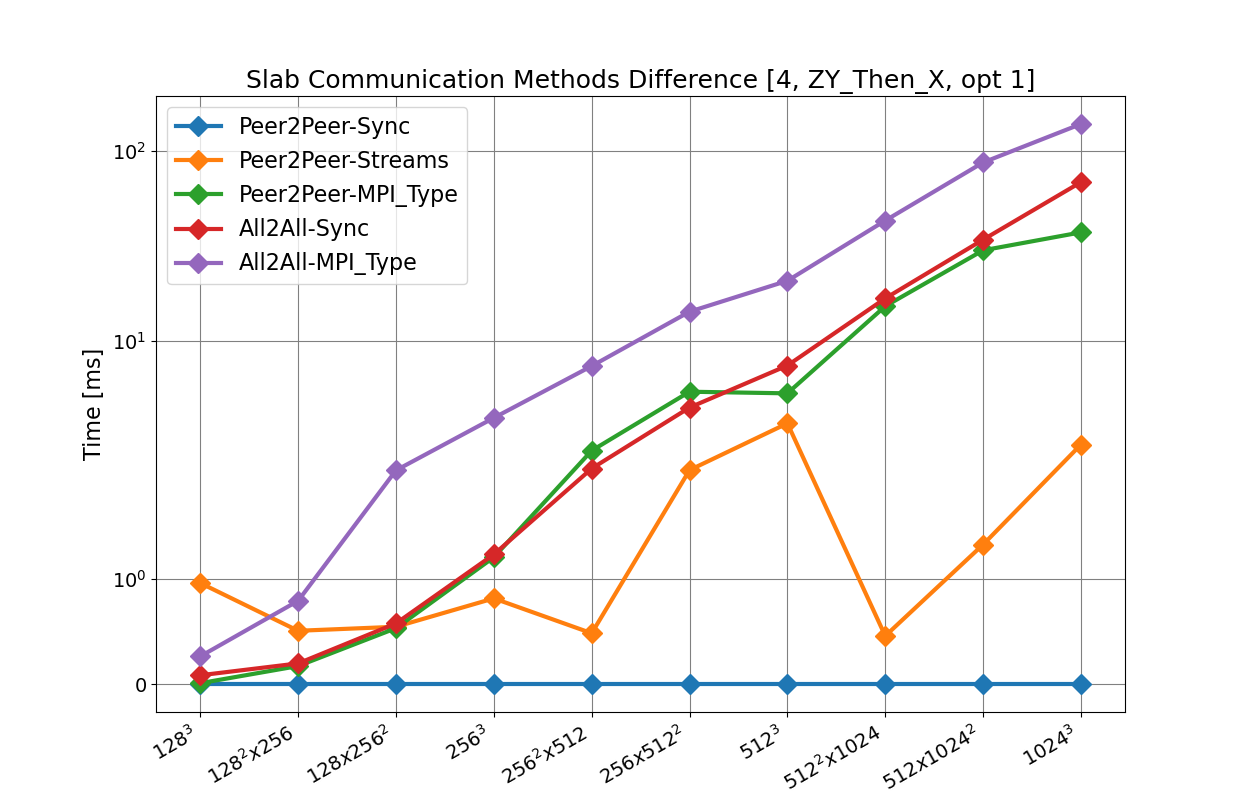 Slab Communication Methods Difference [4, ZY_Then_X, opt 1]
Peer2Peer-Sync
Peer2Peer-Streams
Peer2Peer-MPI_Type
All2All-Sync
All2All-MPI_Type
Time [ms]
10²
10¹
10⁰
0
128³
128²x256
128x256²
256³
256²x512
256x512²
512³
512²x1024
512x1024²
1024³